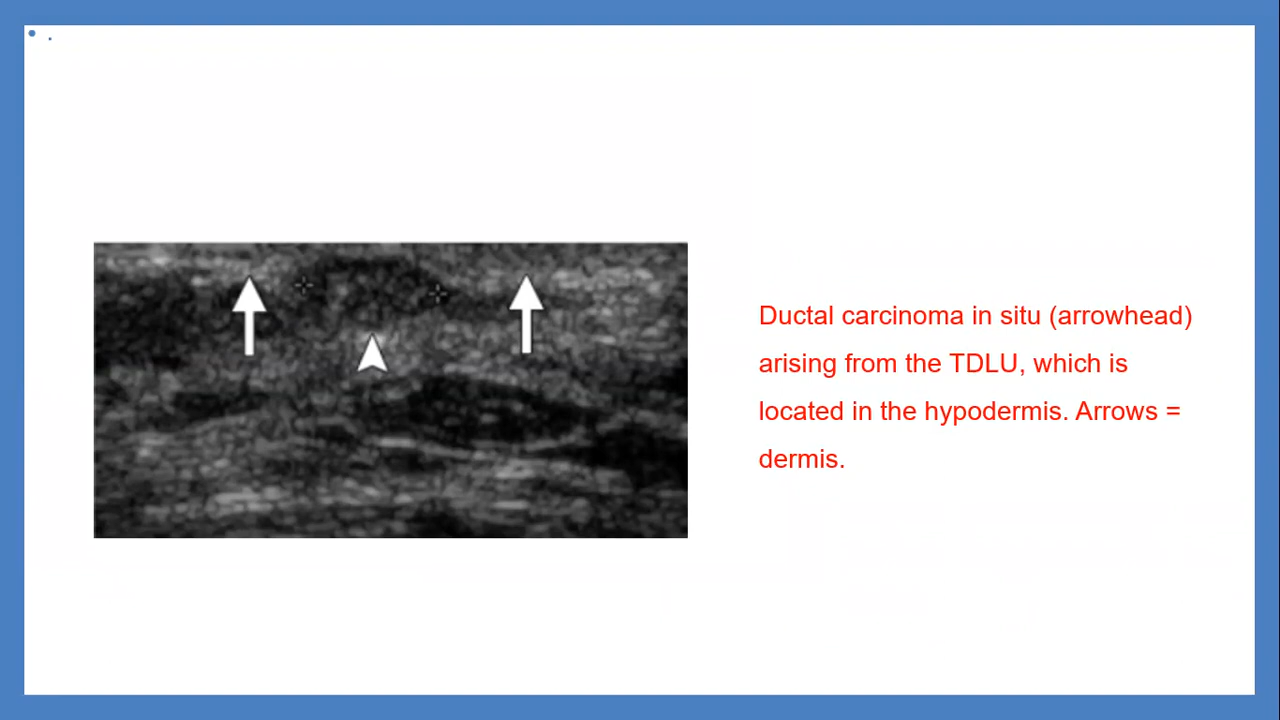 Ductal carcinoma in situ (arrowhead)
arising from the TDLU, which is
located in the hypodermis. Arrows =
dermis.